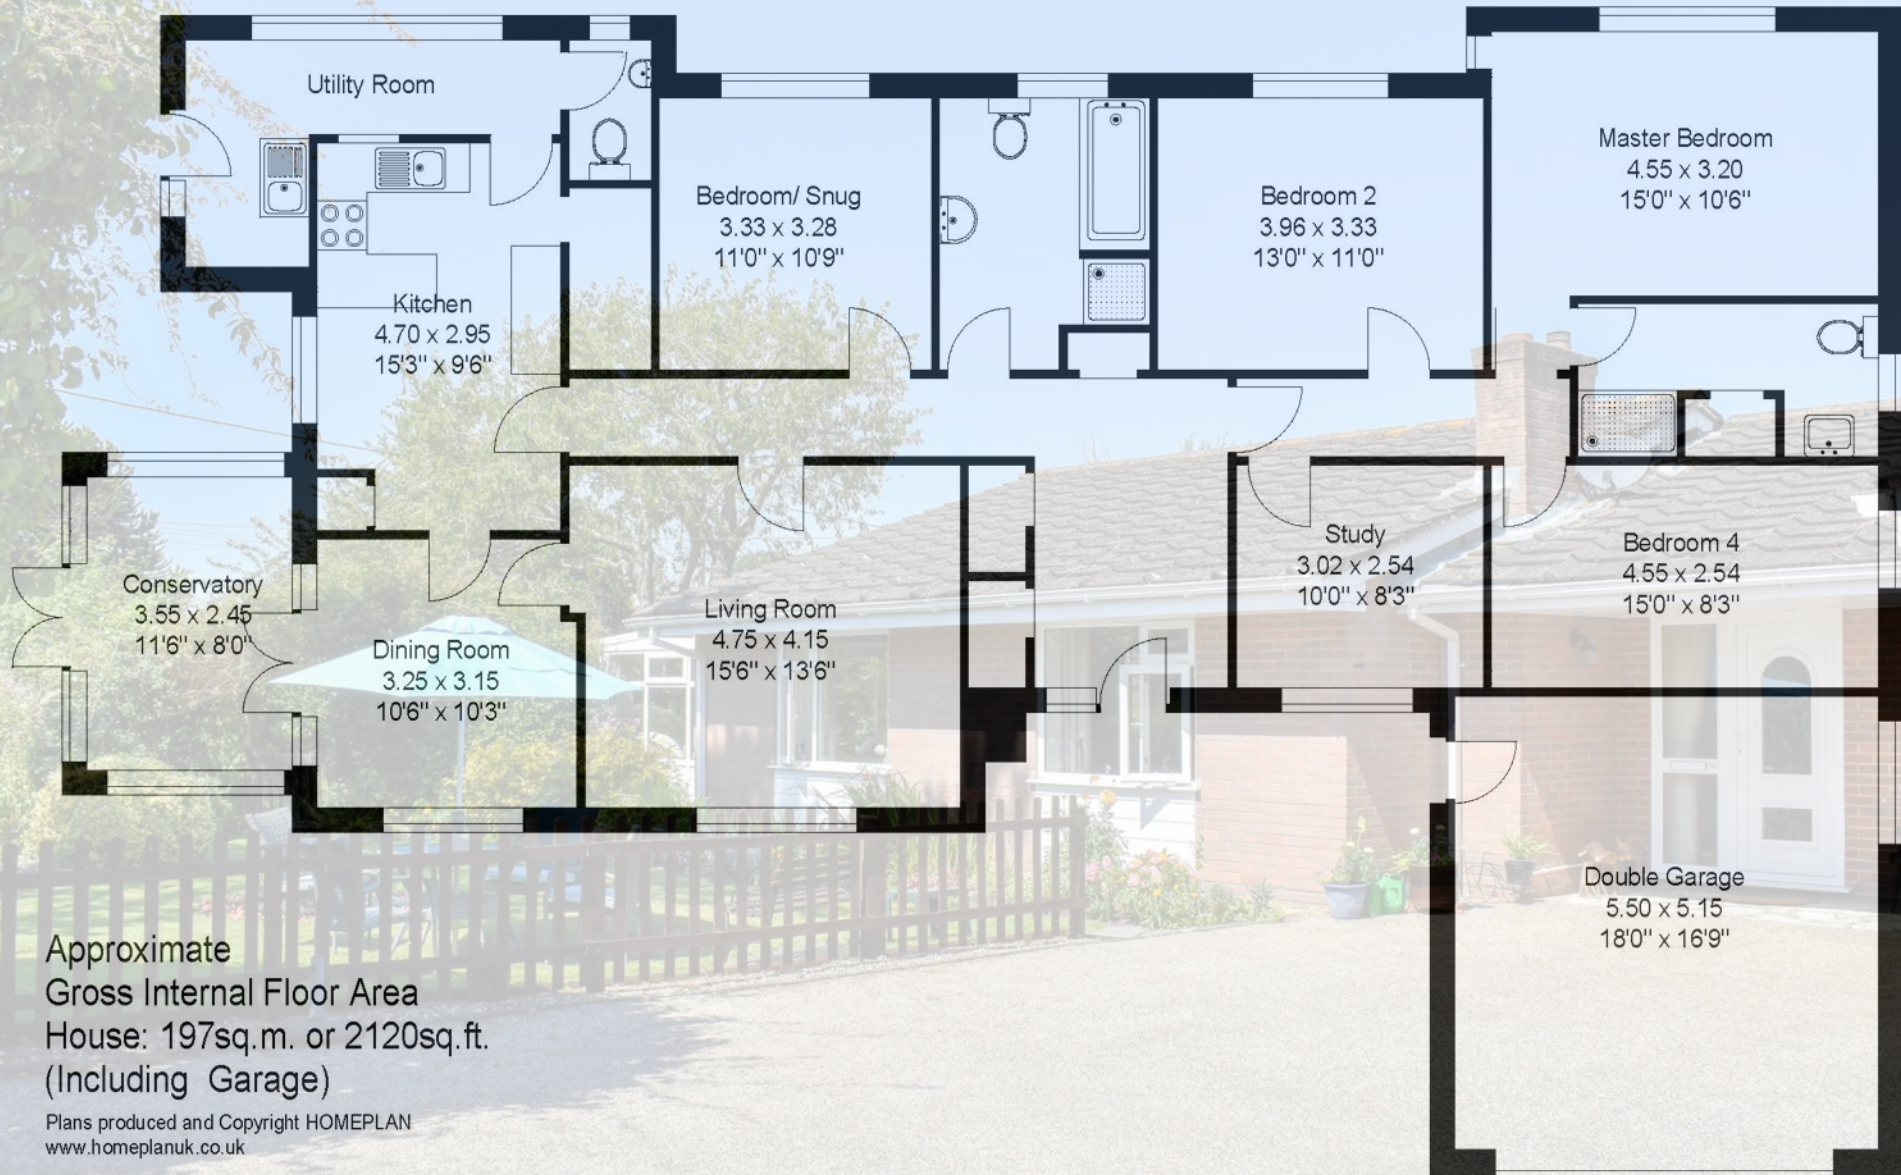 Utility Room
Master Bedroom
4.55 x 3.20
15'0" x 10'6"
Bedroom/ Snug
3.33 x 3.28
11'0" x 10'9"
Bedroom 2
3.96 x 3.33
13'0" x 11'0"
Kitchen
4.70 x 2.95
15'3" x 9'6"
Conservatory
3.55 x 2.45
11'6" x 8'0"
Dining Room
3.25 x 3.15
10'6" x 10'3"
Living Room
4.75 x 4.15
15'6" x 13'6"
Study
3.02 x 2.54
10'0" x 8'3"
Bedroom 4
4.55 x 2.54
15'0" x 8'3"
Double Garage
5.50 x 5.15
18'0" x 16'9"
Approximate
Gross Internal Floor Area
House: 197sq.m. or 2120sq.ft.
(Including Garage)
Plans produced and Copyright HOMEPLAN
www.homeplanuk.co.uk